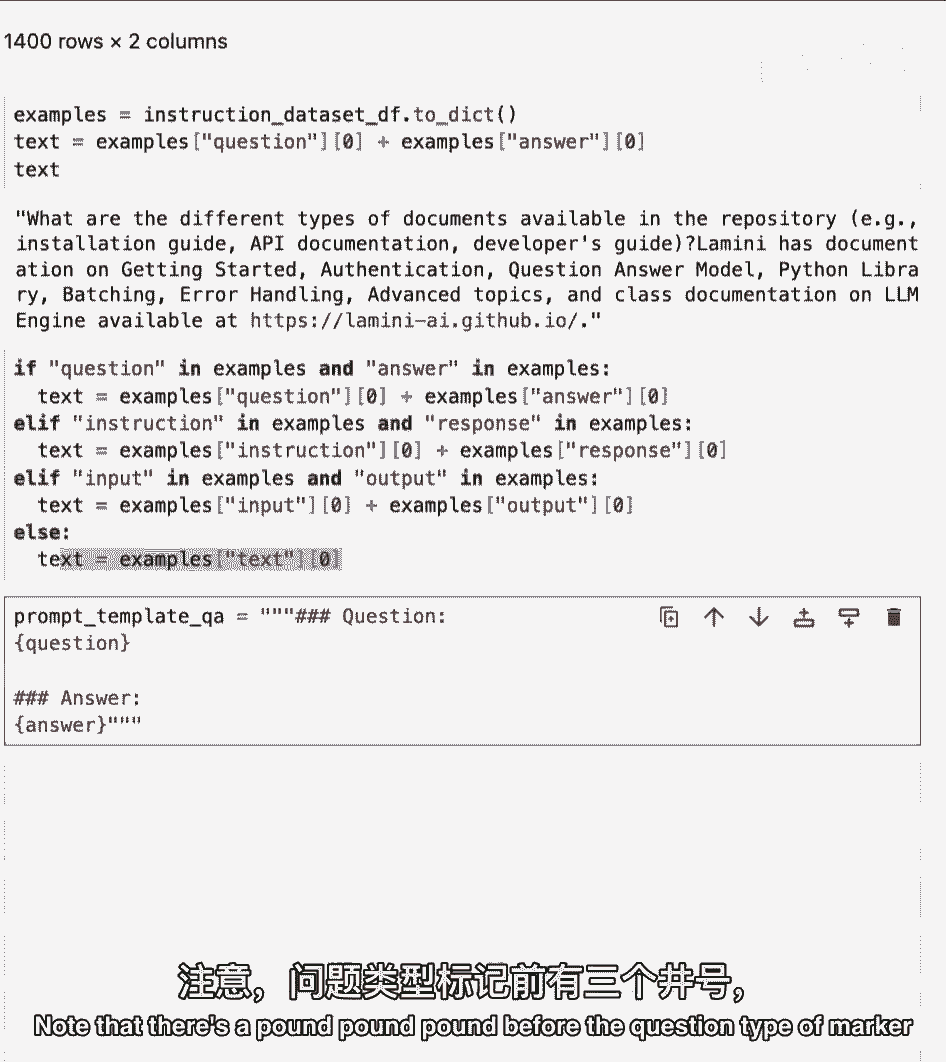 1400 rows × 2 columns
examples = instruction_dataset_df.to_dict()
text = examples["question"][0] + examples["answer"][0]
text
"What are the different types of documents available in the repository (e.g.,
installation guide, API documentation, developer's guide)?Lamini has document
ation on Getting Started, Authentication, Question Answer Model, Python Libra
ry, Batching, Error Handling, Advanced topics, and class documentation on LLM
Engine available at https://lamini-ai.github.io/."
if "question" in examples and "answer" in examples:
  text = examples["question"][0] + examples["answer"][0]
elif "instruction" in examples and "response" in examples:
  text = examples["instruction"][0] + examples["response"][0]
elif "input" in examples and "output" in examples:
  text = examples["input"][0] + examples["output"][0]
else:
  text = examples["text"][0]
prompt_template_qa = """### Question:
{question}
### Answer:
{answer}"""
注意，问题类型标记前有三个井号，
Note that there's a pound pound pound before the question type of marker